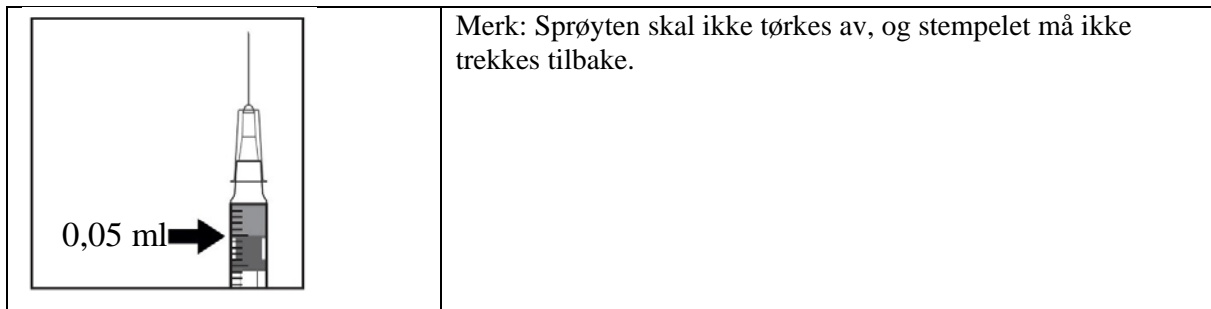 Merk: Sprøyten skal ikke tørkes av, og stempelet må ikke
trekkes tilbake.
0,05 ml